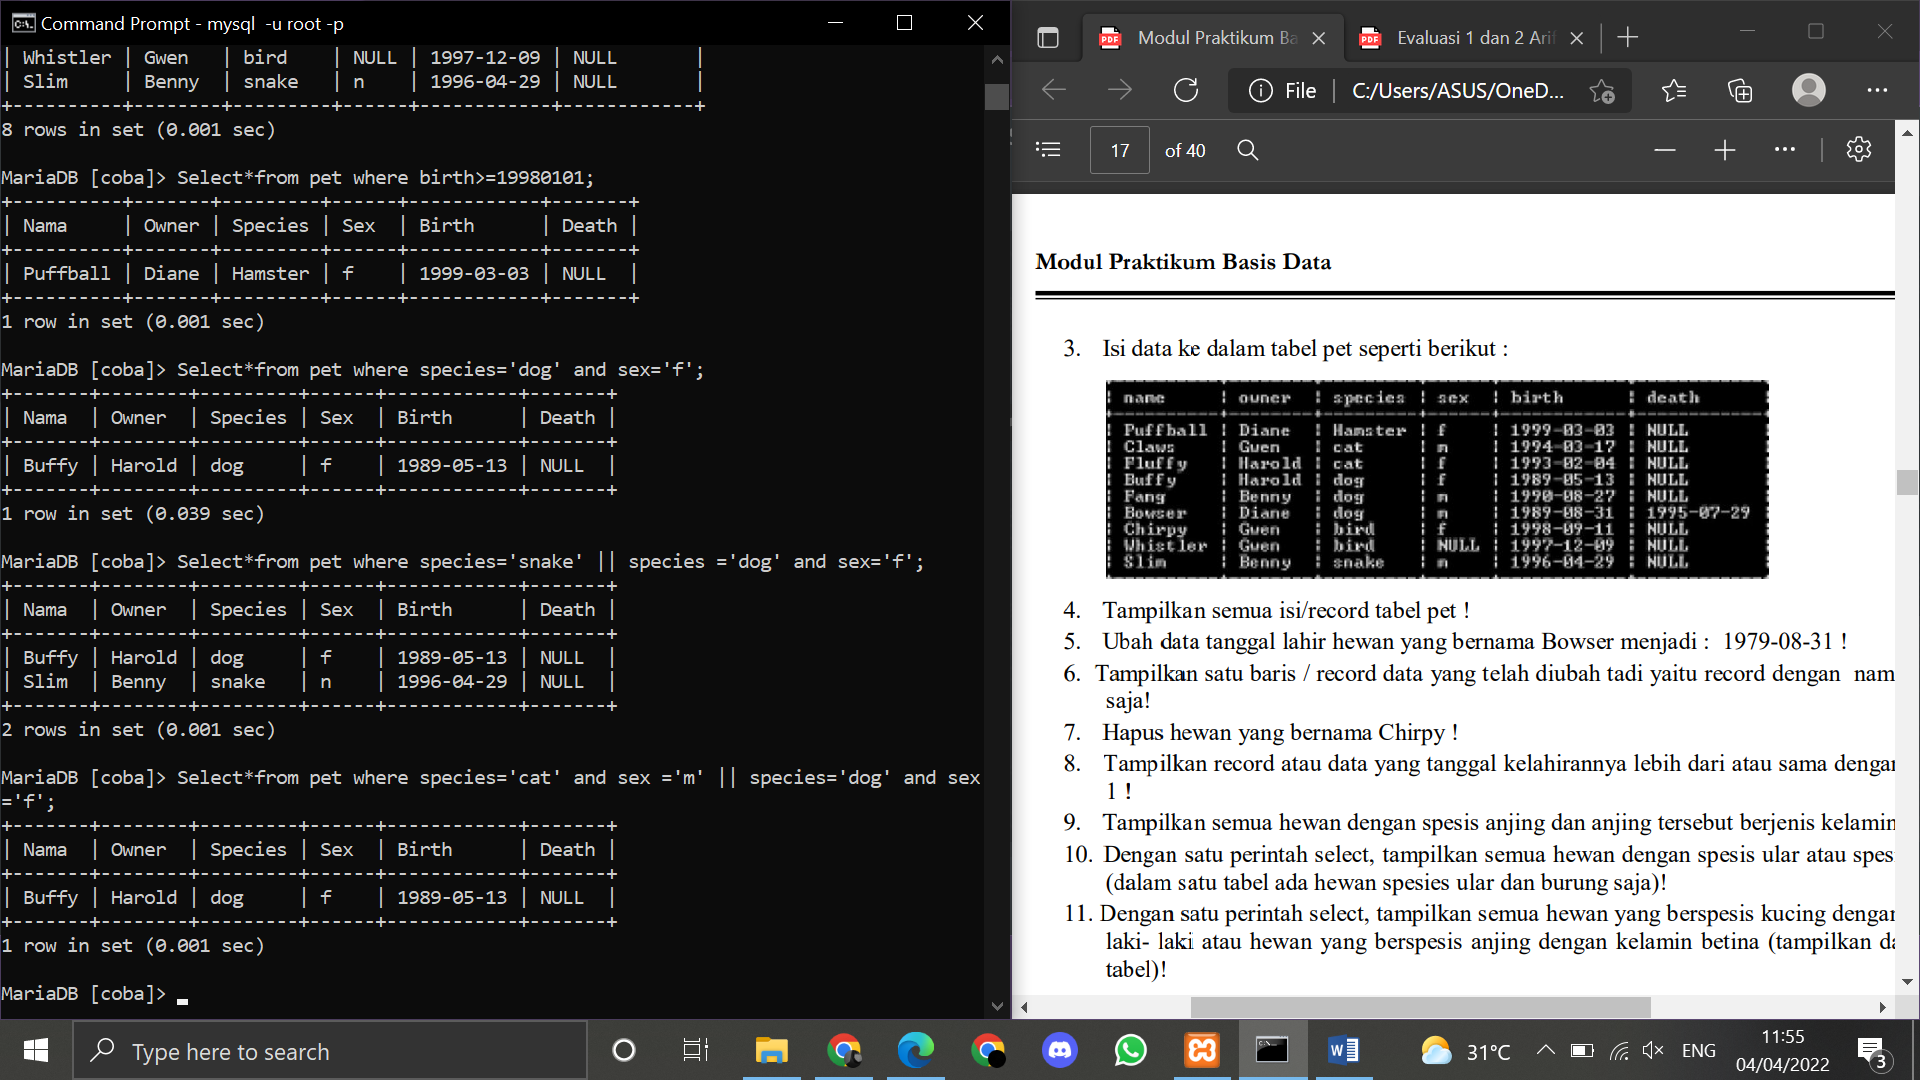 Command Prompt - mysql  -u root -p
| Whistler | Gwen  | bird    | NULL | 1997-12-09 | NULL       |
| Slim     | Benny | snake   | n    | 1996-04-29 | NULL       |
+----------+-------+---------+------+------------+------------+
8 rows in set (0.001 sec)
MariaDB [coba]> Select*from pet where birth>=19980101;
+----------+-------+---------+------+------------+-------+
| Nama     | Owner | Species | Sex  | Birth      | Death |
+----------+-------+---------+------+------------+-------+
| Puffball | Diane | Hamster | f    | 1999-03-03 | NULL  |
+----------+-------+---------+------+------------+-------+
1 row in set (0.001 sec)
MariaDB [coba]> Select*from pet where species='dog' and sex='f';
+-------+--------+---------+------+------------+-------+
| Nama  | Owner  | Species | Sex  | Birth      | Death |
+-------+--------+---------+------+------------+-------+
| Buffy | Harold | dog     | f    | 1989-05-13 | NULL  |
+-------+--------+---------+------+------------+-------+
1 row in set (0.039 sec)
MariaDB [coba]> Select*from pet where species='snake' || species ='dog' and sex='f';
+-------+--------+---------+------+------------+-------+
| Nama  | Owner  | Species | Sex  | Birth      | Death |
+-------+--------+---------+------+------------+-------+
| Buffy | Harold | dog     | f    | 1989-05-13 | NULL  |
| Slim  | Benny  | snake   | n    | 1996-04-29 | NULL  |
+-------+--------+---------+------+------------+-------+
2 rows in set (0.001 sec)
MariaDB [coba]> Select*from pet where species='cat' and sex ='m' || species='dog' and sex
='f';
+-------+--------+---------+------+------------+-------+
| Nama  | Owner  | Species | Sex  | Birth      | Death |
+-------+--------+---------+------+------------+-------+
| Buffy | Harold | dog     | f    | 1989-05-13 | NULL  |
+-------+--------+---------+------+------------+-------+
1 row in set (0.001 sec)
MariaDB [coba]>
Modul Praktikum Ba
Evaluasi 1 dan 2 Arif
File
C:/Users/ASUS/OneD...
17 of 40
Modul Praktikum Basis Data
3. Isi data ke dalam tabel pet seperti berikut :
| name | owner | species | sex | birth | death |
| Puffball | Diane | Hamster | f | 1999-03-03 | NULL
| Claws | Gwen | cat | m | 1994-03-17 | NULL
| Fluffy | Harold | cat | f | 1993-02-04 | NULL
| Buffy | Harold | dog | f | 1989-05-13 | NULL
| Fang | Benny | dog | m | 1990-08-27 | NULL
| Bowser | Diane | dog | m | 1989-08-31 | 1995-07-29
| Chirpy | Gwen | bird | f | 1998-09-11 | NULL
| Whistler | Gwen | bird | NULL | 1997-12-09 | NULL
| Slim | Benny | snake | m | 1996-04-29 | NULL
4. Tampilkan semua isi/record tabel pet !
5. Ubah data tanggal lahir hewan yang bernama Bowser menjadi : 1979-08-31 !
6. Tampilkan satu baris / record data yang telah diubah tadi yaitu record dengan nam
saja!
7. Hapus hewan yang bernama Chirpy !
8. Tampilkan record atau data yang tanggal kelahirannya lebih dari atau sama dengan
1 !
9. Tampilkan semua hewan dengan spesis anjing dan anjing tersebut berjenis kelamin
10. Dengan satu perintah select, tampilkan semua hewan dengan spesis ular atau spes
(dalam satu tabel ada hewan spesies ular dan burung saja)!
11. Dengan satu perintah select, tampilkan semua hewan yang berspesis kucing dengan
laki- laki atau hewan yang berspesis anjing dengan kelamin betina (tampilkan da
tabel)!
Type here to search
31°C
ENG
11:55
04/04/2022
3